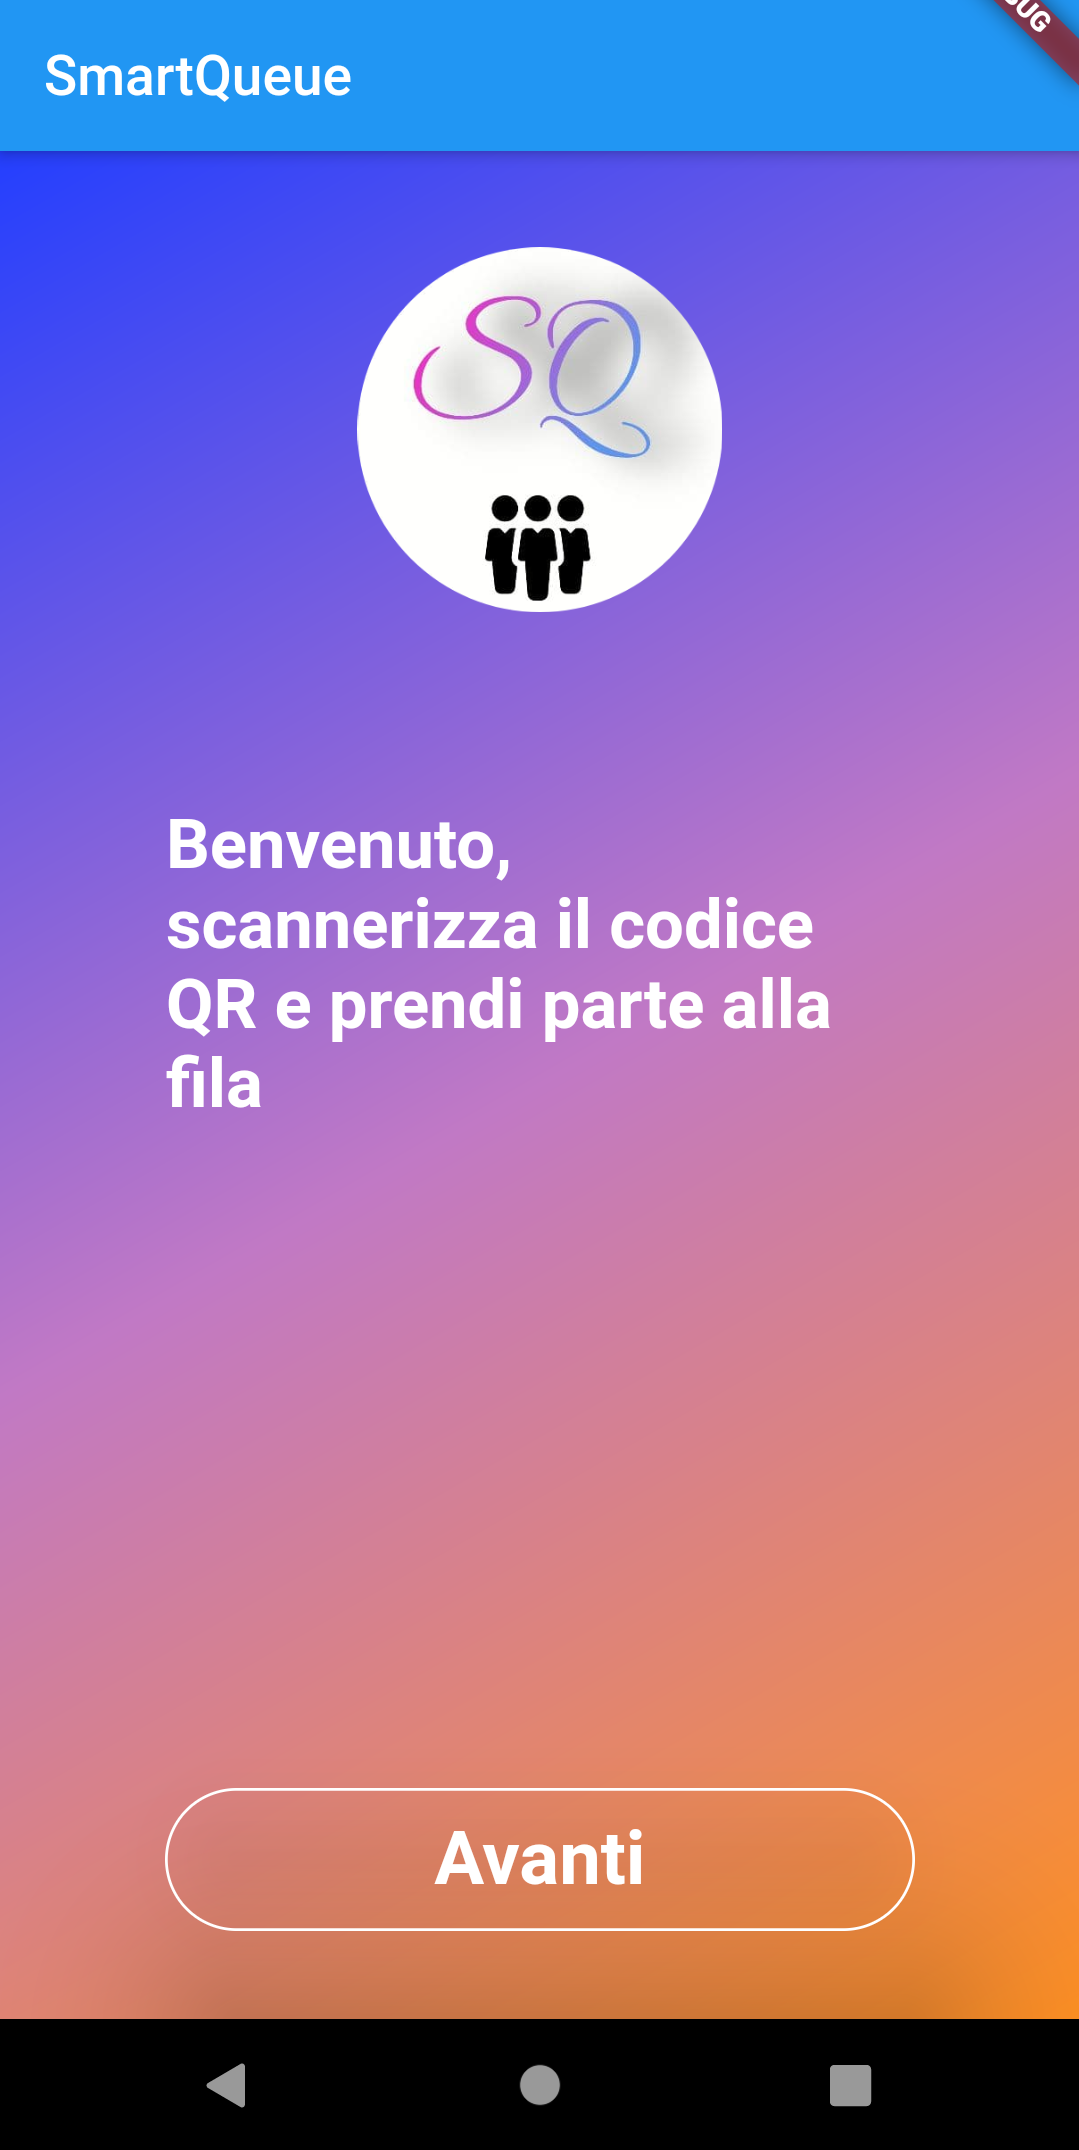 SmartQueue
SQ
Benvenuto,
scannerizza il codice
QR e prendi parte alla
fila
Avanti